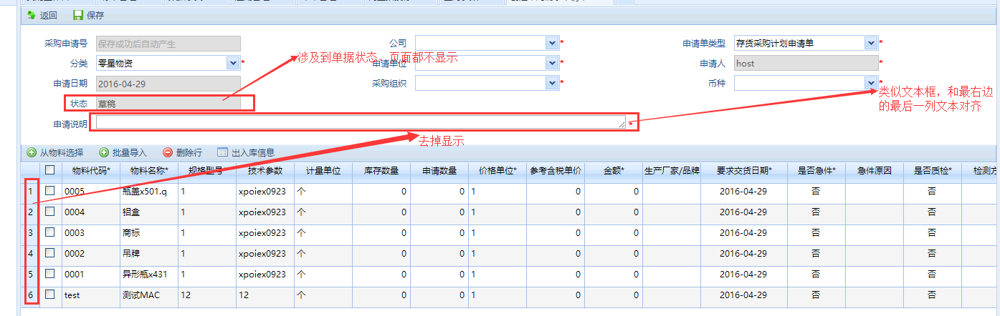 返回 保存
采购申请号 保存成功后自动产生 公司 * 申请单类型 存货采购计划申请单 *
分类 零星物资 * 申请单位 * 申请人 host *
涉及到单据状态、页面都不显示
申请日期 2016-04-29 采购组织 * 币种 *
类似文本框，和最右边
的最后一列文本对齐
状态 草稿
申请说明 *
去掉显示
从物料选择 批量导入 删除行 出入库信息
物料代码* 物料名称* 规格型号* 技术参数 计量单位 库存数量 申请数量 价格单位* 参考含税单价 金额* 生产厂家/品牌 要求交货日期* 是否急件* 急件原因 是否质检* 检测方
1 0005 瓶盖x501.q 1 xpoiex0923 个 0 0 1 0 0 2016-04-29 否 否
2 0004 铝盒 1 xpoiex0923 个 0 0 1 0 0 2016-04-29 否 否
3 0003 商标 1 xpoiex0923 个 0 0 1 0 0 2016-04-29 否 否
4 0002 吊牌 1 xpoiex0923 个 0 0 1 0 0 2016-04-29 否 否
5 0001 异形瓶x431 1 xpoiex0923 个 0 0 1 0 0 2016-04-29 否 否
6 test 测试MAC 12 12 个 0 0 1 0 0 2016-04-29 否 否